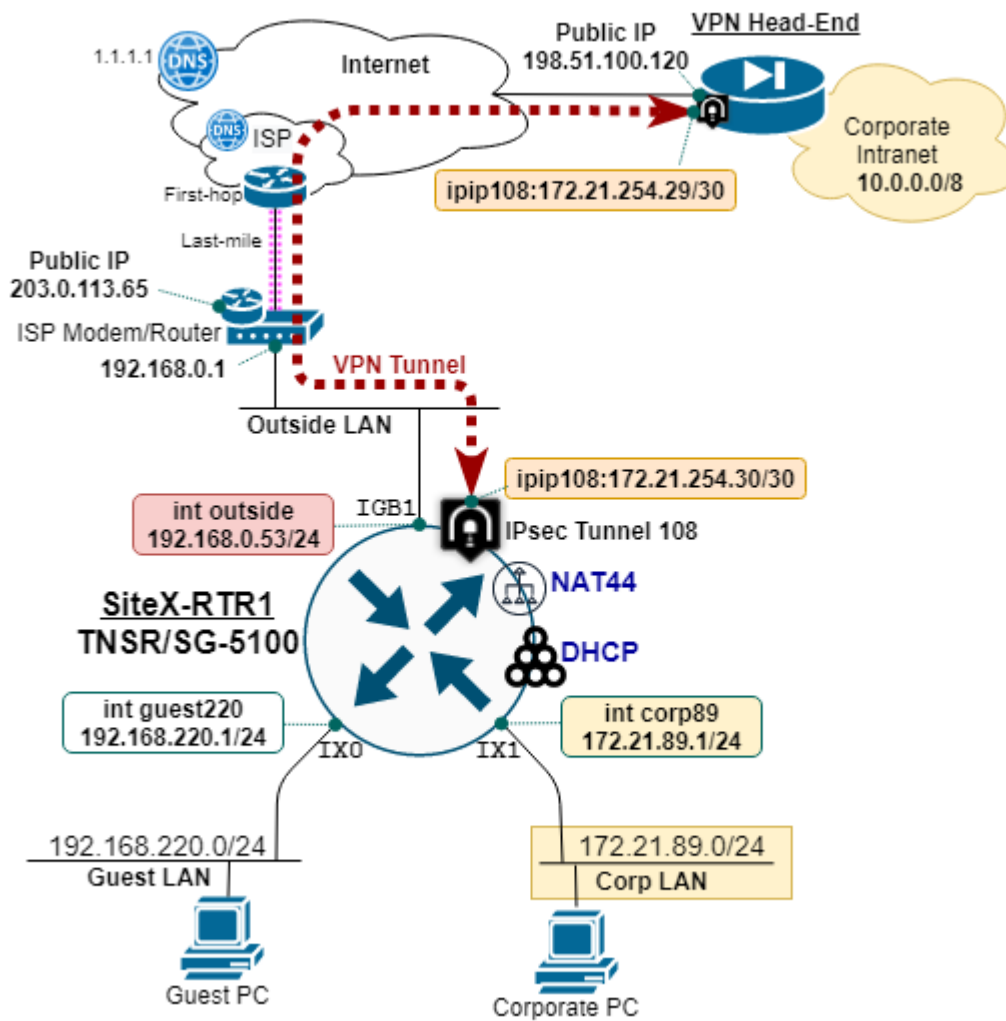 VPN Head-End
Public IP
198.51.100.120
1.1.1.1
DNS
Internet
DNS
ISP
Corporate
Intranet
10.0.0.0/8
ipip108:172.21.254.29/30
First-hop
Last-mile
Public IP
203.0.113.65
ISP Modem/Router
192.168.0.1
VPN Tunnel
Outside LAN
ipip108:172.21.254.30/30
int outside
192.168.0.53/24
IGB1
IPsec Tunnel 108
NAT44
SiteX-RTR1
TNSR/SG-5100
DHCP
int guest220
192.168.220.1/24
int corp89
172.21.89.1/24
IX0
IX1
192.168.220.0/24
Guest LAN
172.21.89.0/24
Corp LAN
Guest PC
Corporate PC